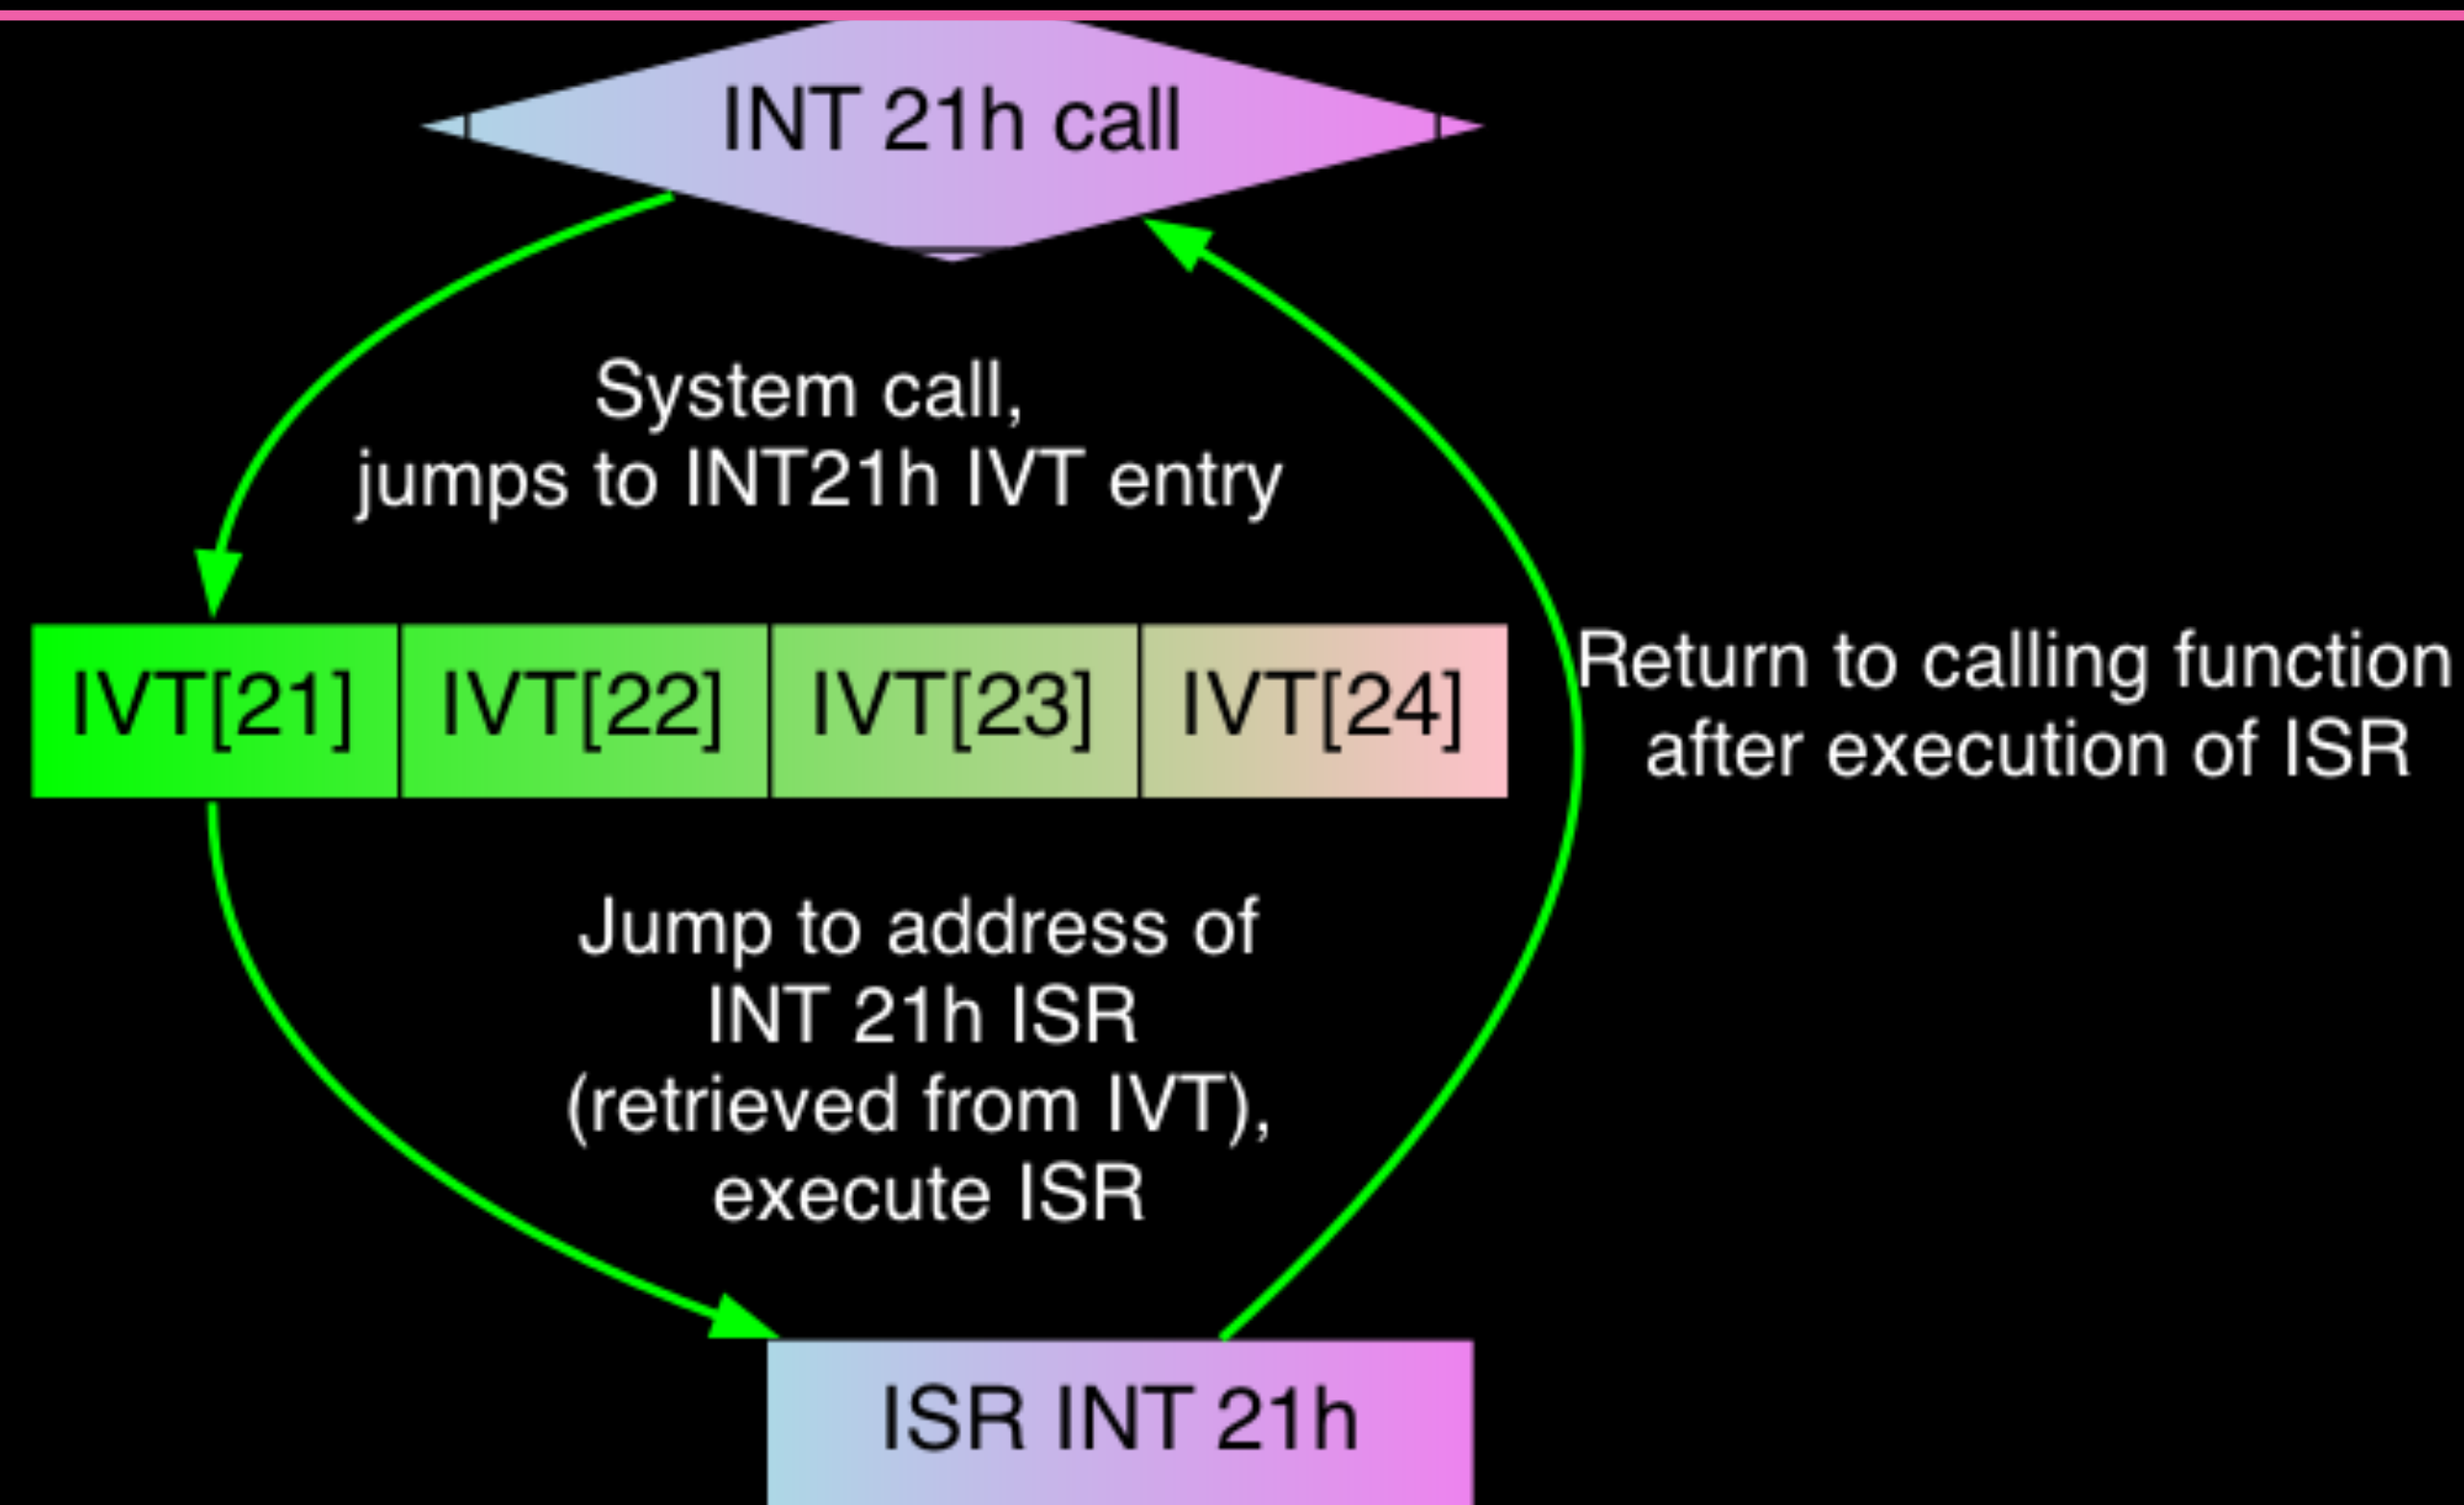 INT 21h call
System call,
jumps to INT21h IVT entry
IVT[21] IVT[22] IVT[23] IVT[24]
Return to calling function
after execution of ISR
Jump to address of
INT 21h ISR
(retrieved from IVT),
execute ISR
ISR INT 21h